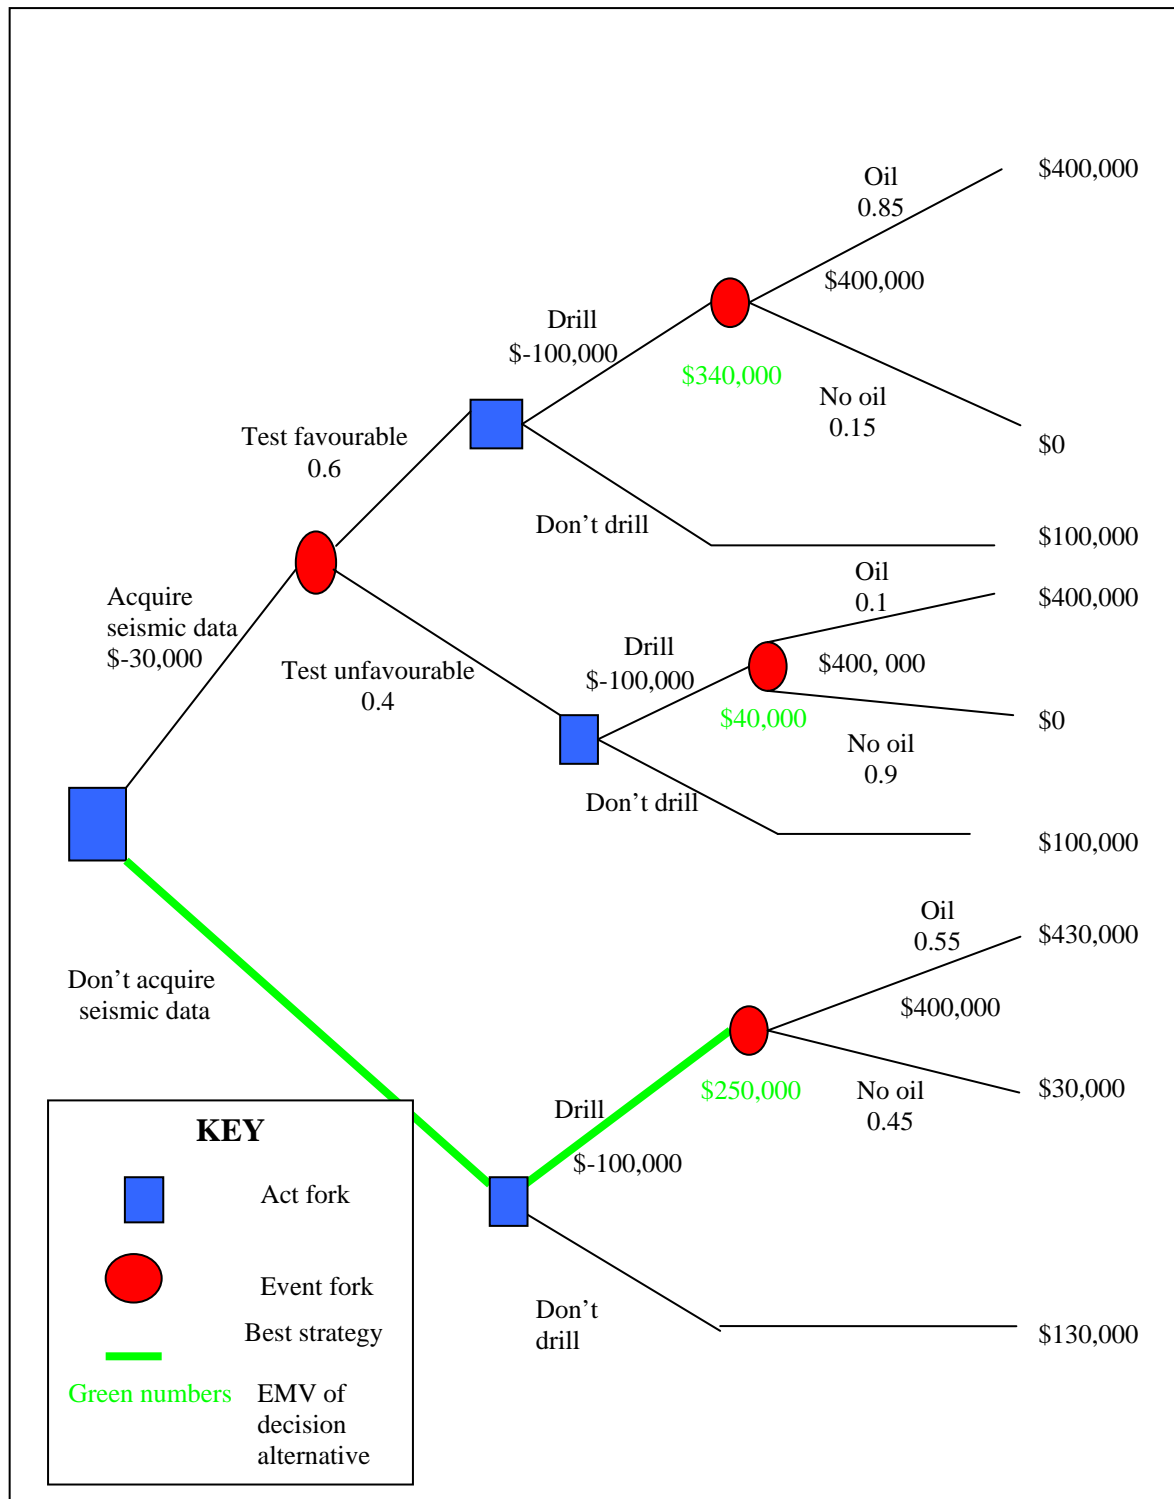 $400,000
Oil
0.85
$400,000
Drill
$-100,000
$340,000
No oil
0.15
$0
Test favourable
0.6
Don't drill
$100,000
Oil
0.1
$400,000
Acquire
seismic data
$-30,000
Test unfavourable
0.4
Drill
$-100,000
$400, 000
$40,000
$0
No oil
0.9
Don't drill
$100,000
Oil
0.55
$430,000
Don't acquire
seismic data
$400,000
$250,000
No oil
0.45
$30,000
Drill
$-100,000
Don't
drill
$130,000
KEY
Act fork
Event fork
Best strategy
Green numbers
EMV of
decision
alternative